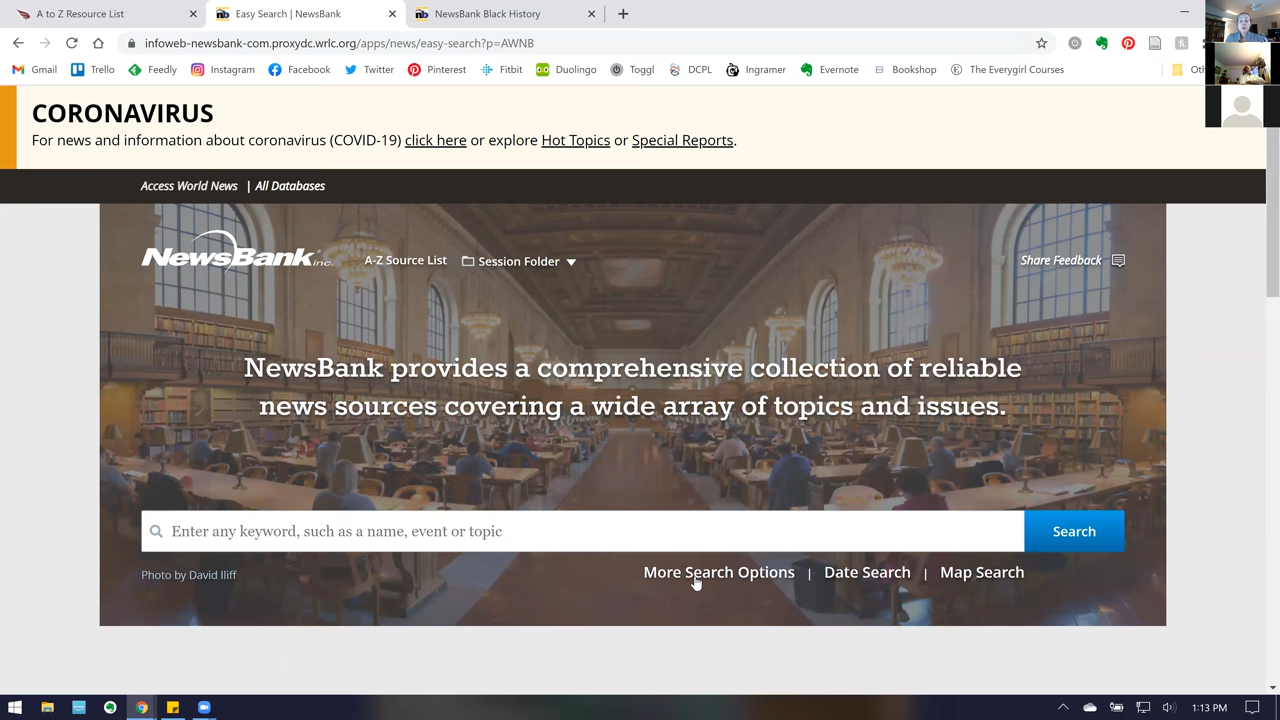 A to Z Resource List
Easy Search | NewsBank
NewsBank Black History
infoweb-newsbank-com.proxydc.wrlc.org/apps/news/easy-search?p=AWNB
Gmail Trello Feedly Instagram Facebook Twitter Pinterest Fitbit Duolingo Toggl DCPL Ingramer Evernote Bookshop The Everygirl Courses
CORONAVIRUS
For news and information about coronavirus (COVID-19) click here or explore Hot Topics or Special Reports.
Access World News | All Databases
NewsBank inc. A-Z Source List Session Folder Share Feedback
NewsBank provides a comprehensive collection of reliable
news sources covering a wide array of topics and issues.
Enter any keyword, such as a name, event or topic Search
Photo by David Iliff More Search Options | Date Search | Map Search
1:13 PM